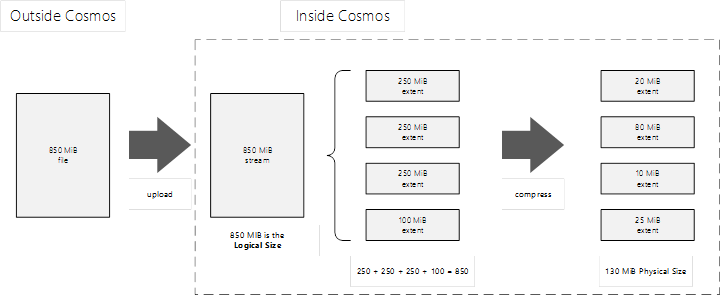 Outside Cosmos
Inside Cosmos
850 MiB
file
upload
850 MiB
stream
850 MiB is the
Logical Size
250 MiB
extent
250 MiB
extent
250 MiB
extent
100 MiB
extent
250 + 250 + 250 + 100 = 850
compress
20 MiB
extent
80 MiB
extent
10 MiB
extent
25 MiB
extent
130 MiB Physical Size